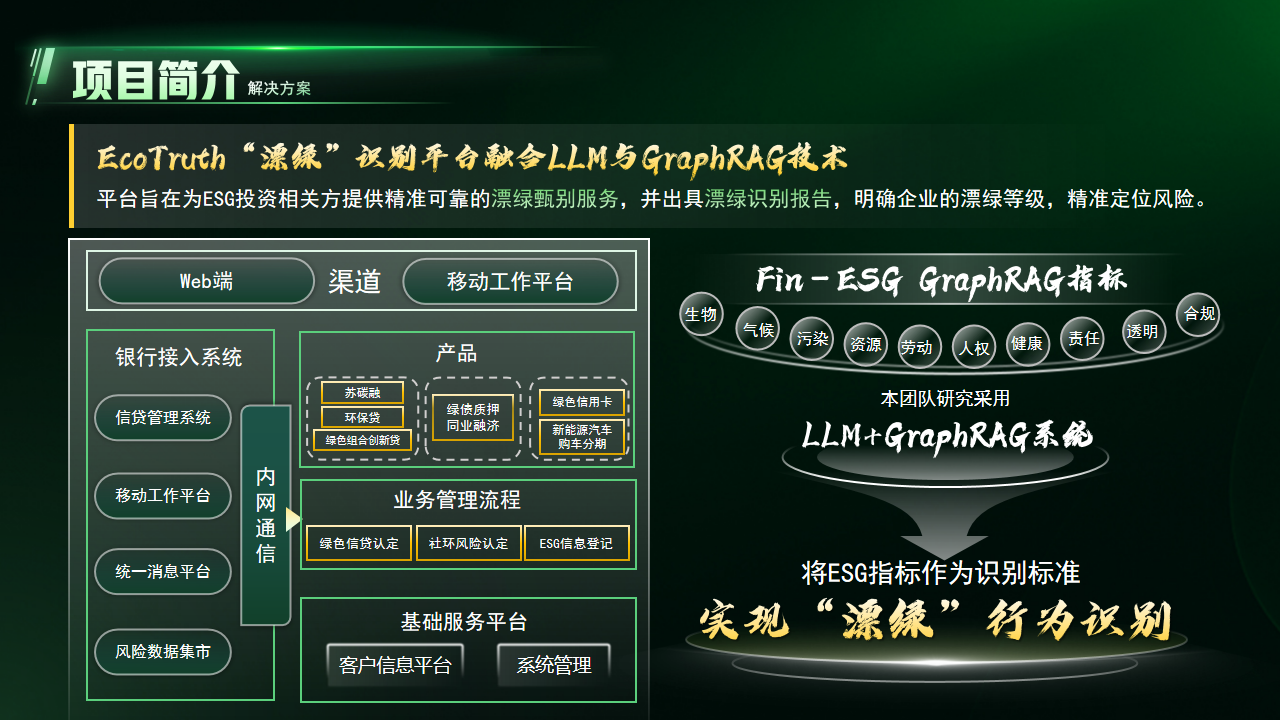 项目简介 解决方案
EcoTruth“漂绿”识别平台融合LLM与GraphRAG技术
平台旨在为ESG投资相关方提供精准可靠的漂绿甄别服务，并出具漂绿识别报告，明确企业的漂绿等级，精准定位风险。
Web端
渠道
移动工作平台
银行接入系统
信贷管理系统
移动工作平台
统一消息平台
风险数据集市
内网通信
产品
苏碳融
环保贷
绿色组合创新贷
绿债质押
同业融济
绿色信用卡
新能源汽车
购车分期
业务管理流程
绿色信贷认定
社环风险认定
ESG信息登记
基础服务平台
客户信息平台
系统管理
Fin-ESG GraphRAG指标
生物
气候
污染
资源
劳动
人权
健康
责任
透明
合规
本团队研究采用
LLM+GraphRAG系统
将ESG指标作为识别标准
实现“漂绿”行为识别